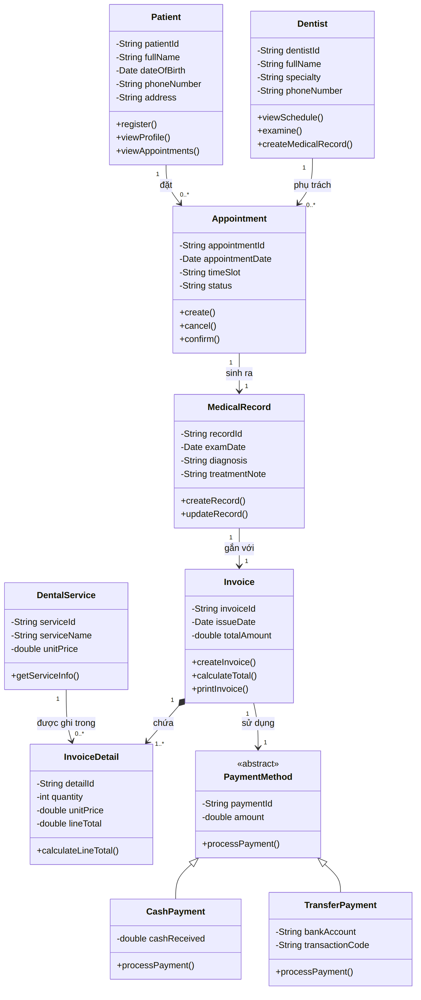 Patient
-String patientId
-String fullName
-Date dateOfBirth
-String phoneNumber
-String address
+register()
+viewProfile()
+viewAppointments()
Dentist
-String dentistId
-String fullName
-String specialty
-String phoneNumber
+viewSchedule()
+examine()
+createMedicalRecord()
1
đặt
0..*
1
phụ trách
0..*
Appointment
-String appointmentId
-Date appointmentDate
-String timeSlot
-String status
+create()
+cancel()
+confirm()
1
sinh ra
1
MedicalRecord
-String recordId
-Date examDate
-String diagnosis
-String treatmentNote
+createRecord()
+updateRecord()
1
gắn với
1
DentalService
-String serviceId
-String serviceName
-double unitPrice
+getServiceInfo()
Invoice
-String invoiceId
-Date issueDate
-double totalAmount
+createInvoice()
+calculateTotal()
+printInvoice()
1
được ghi trong
0..*
1
chứa
1..*
1
sử dụng
1
InvoiceDetail
-String detailId
-int quantity
-double unitPrice
-double lineTotal
+calculateLineTotal()
«abstract»
PaymentMethod
-String paymentId
-double amount
+processPayment()
CashPayment
-double cashReceived
+processPayment()
TransferPayment
-String bankAccount
-String transactionCode
+processPayment()